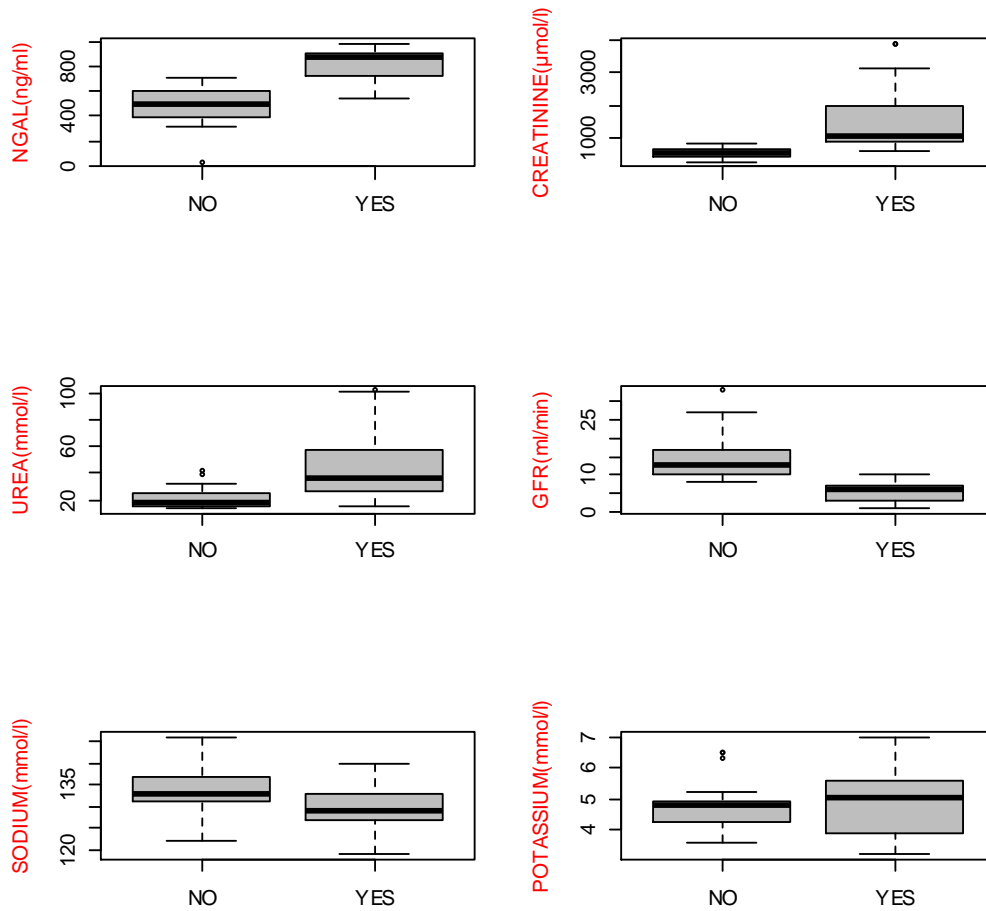 NGAL(ng/ml)
800
400
0
NO YES
CREATININE(µmol/l)
3000
1000
NO YES
UREA(mmol/l)
100
60
20
NO YES
GFR(ml/min)
25
10
0
NO YES
SODIUM(mmol/l)
135
120
NO YES
POTASSIUM(mmol/l)
7
6
5
4
NO YES